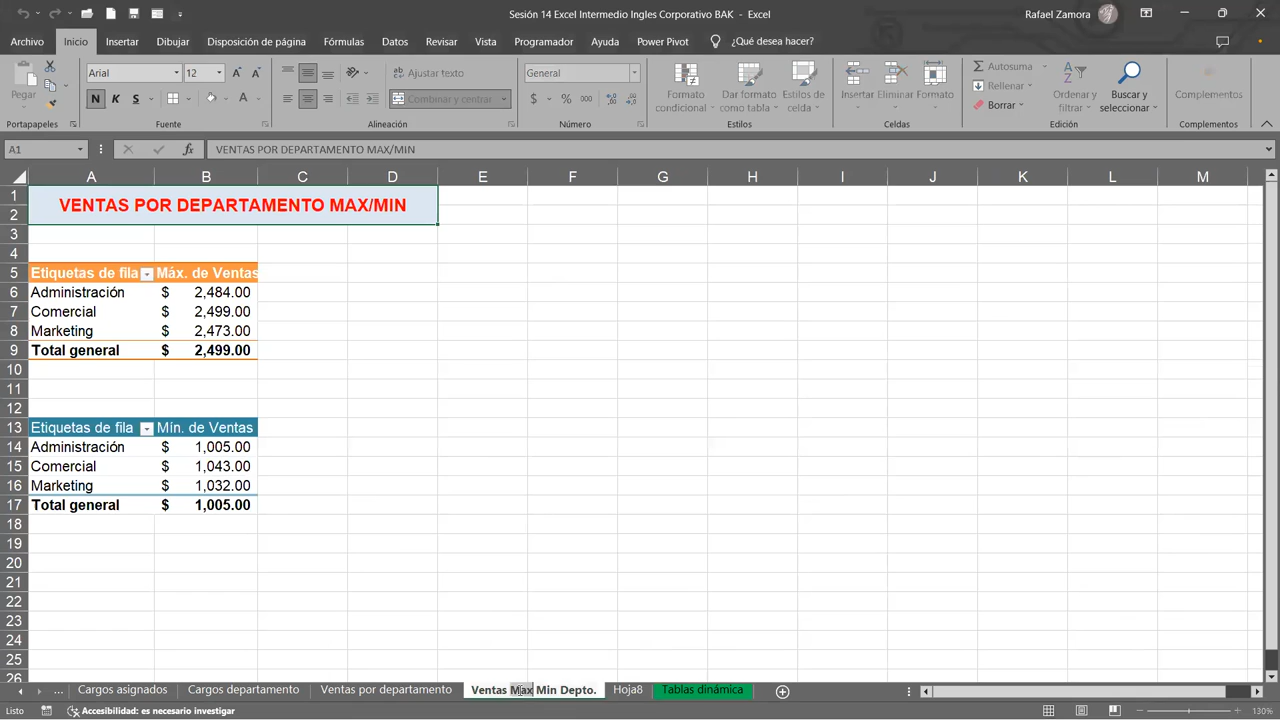 Sesión 14 Excel Intermedio Ingles Corporativo BAK - Excel
Rafael Zamora
Archivo Inicio Insertar Dibujar Disposición de página Fórmulas Datos Revisar Vista Programador Ayuda Power Pivot ¿Qué desea hacer?
Pegar
Arial 12
N K S
Ajustar texto
Combinar y centrar
General
$ % 000
Formato condicional
Dar formato como tabla
Estilos de celda
Insertar Eliminar Formato
Autosuma
Rellenar
Borrar
Ordenar y filtrar
Buscar y seleccionar
Complementos
Portapapeles Fuente Alineación Número Estilos Celdas Edición Complementos
A1 fx VENTAS POR DEPARTAMENTO MAX/MIN
A B C D E F G H I J K L M
1 VENTAS POR DEPARTAMENTO MAX/MIN
2
3
4
5 Etiquetas de fila Máx. de Ventas
6 Administración $ 2,484.00
7 Comercial $ 2,499.00
8 Marketing $ 2,473.00
9 Total general $ 2,499.00
10
11
12
13 Etiquetas de fila Mín. de Ventas
14 Administración $ 1,005.00
15 Comercial $ 1,043.00
16 Marketing $ 1,032.00
17 Total general $ 1,005.00
18
19
20
21
22
23
24
25
26
... Cargos asignados Cargos departamento Ventas por departamento Ventas Max Min Depto. Hoja8 Tablas dinámica
Listo Accesibilidad: es necesario investigar 130%